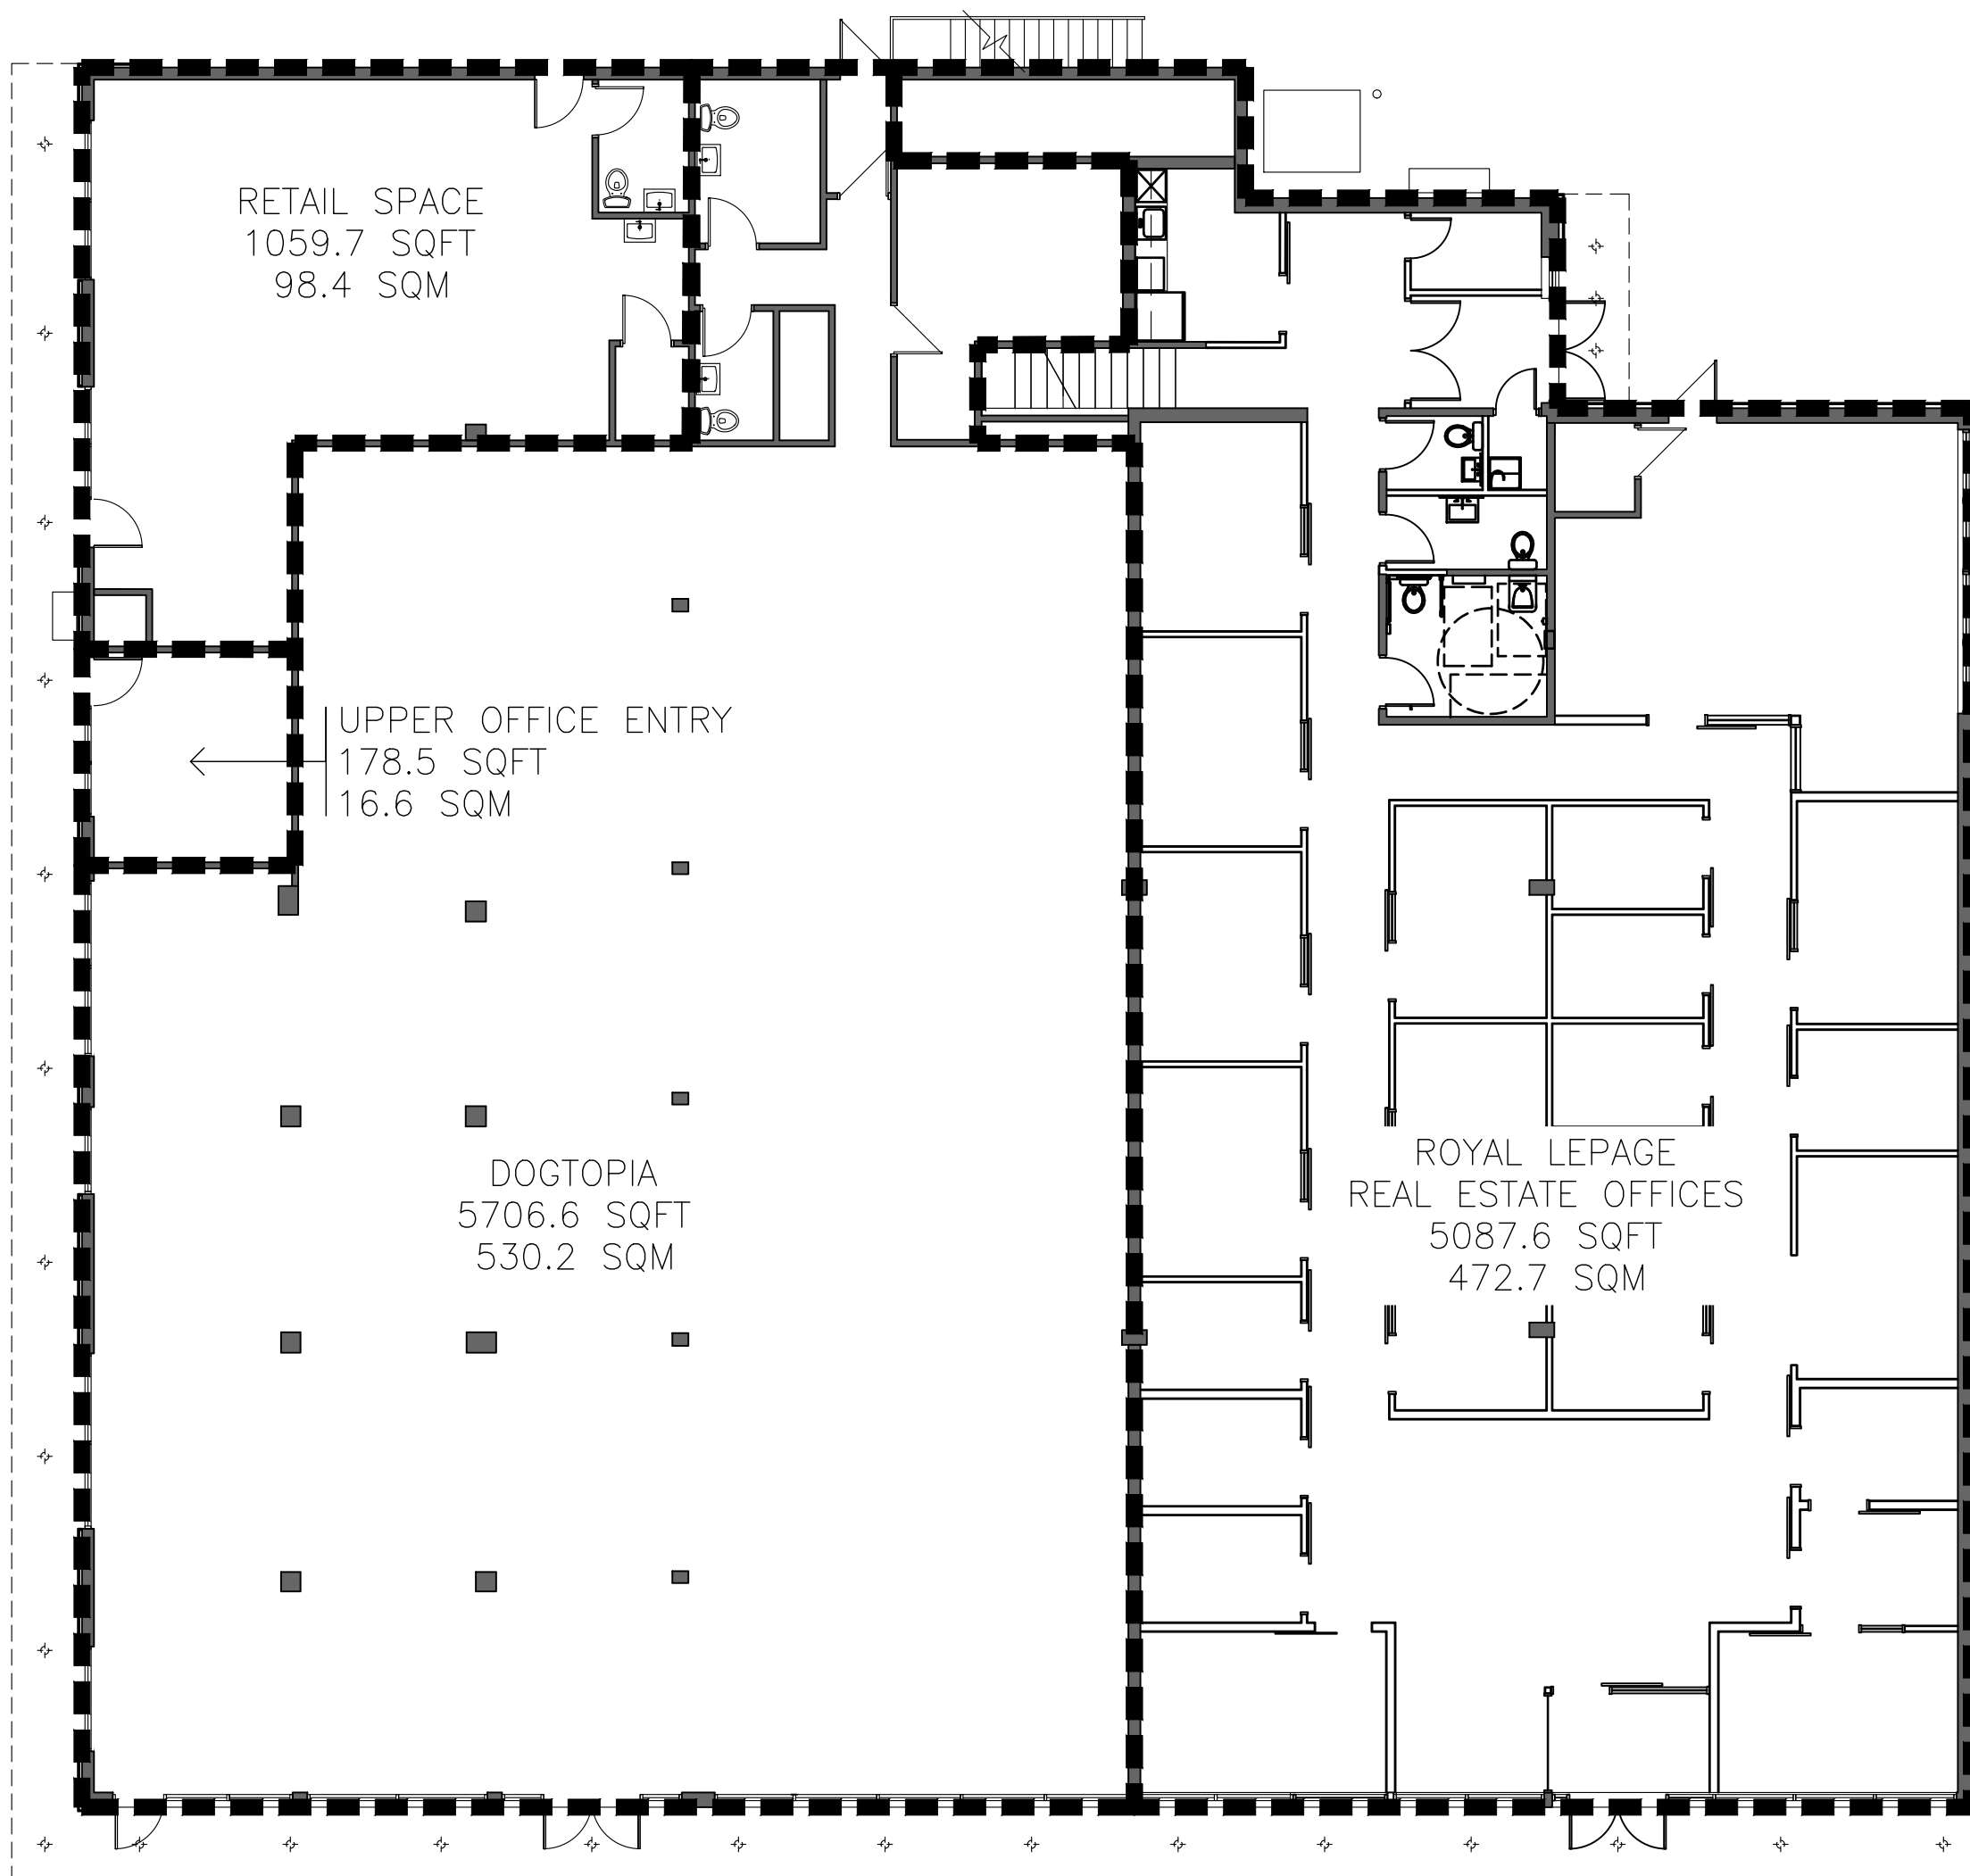 RETAIL SPACE
1059.7 SQFT
98.4 SQM
UPPER OFFICE ENTRY
178.5 SQFT
16.6 SQM
DOGTOPIA
5706.6 SQFT
530.2 SQM
ROYAL LEPAGE
REAL ESTATE OFFICES
5087.6 SQFT
472.7 SQM